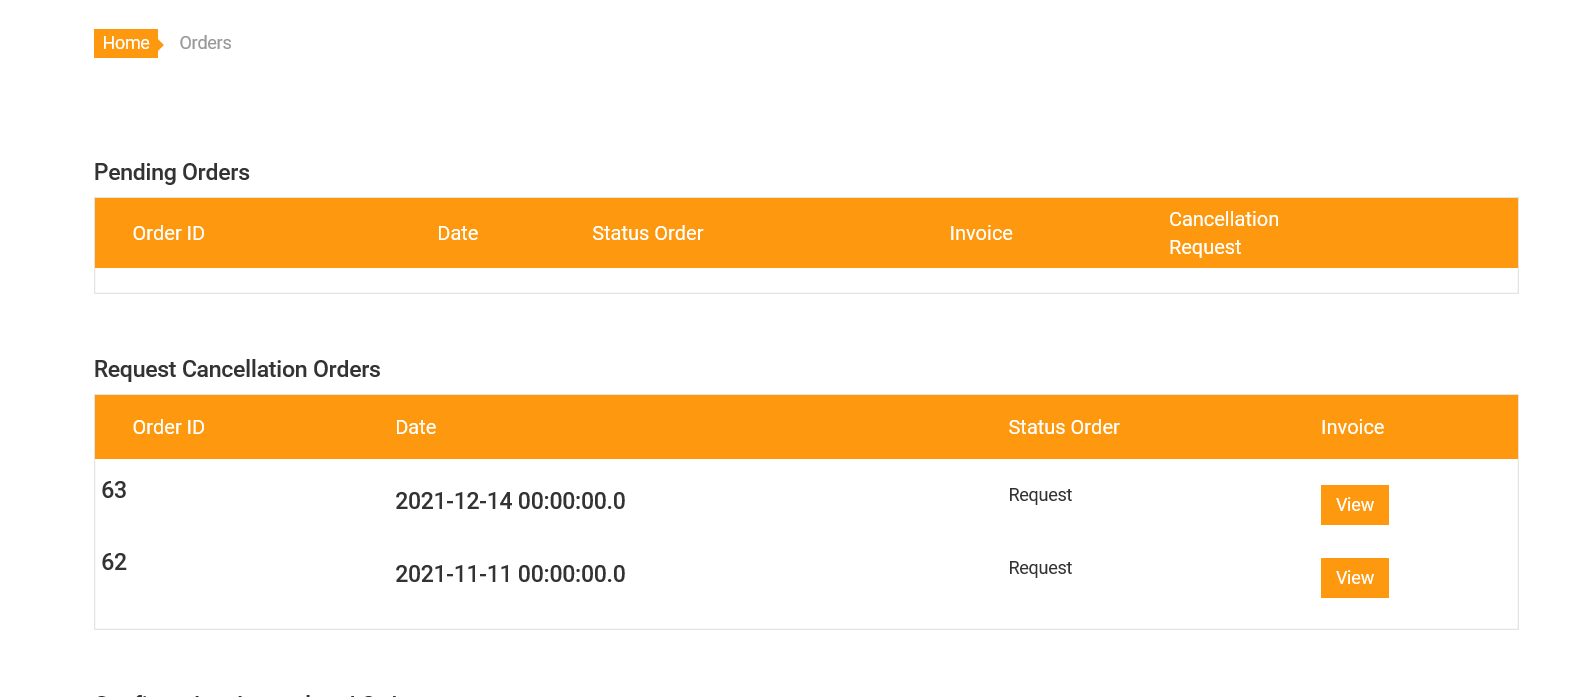 Home Orders
Pending Orders
Order ID Date Status Order Invoice Cancellation Request
Request Cancellation Orders
Order ID Date Status Order Invoice
63 2021-12-14 00:00:00.0 Request View
62 2021-11-11 00:00:00.0 Request View